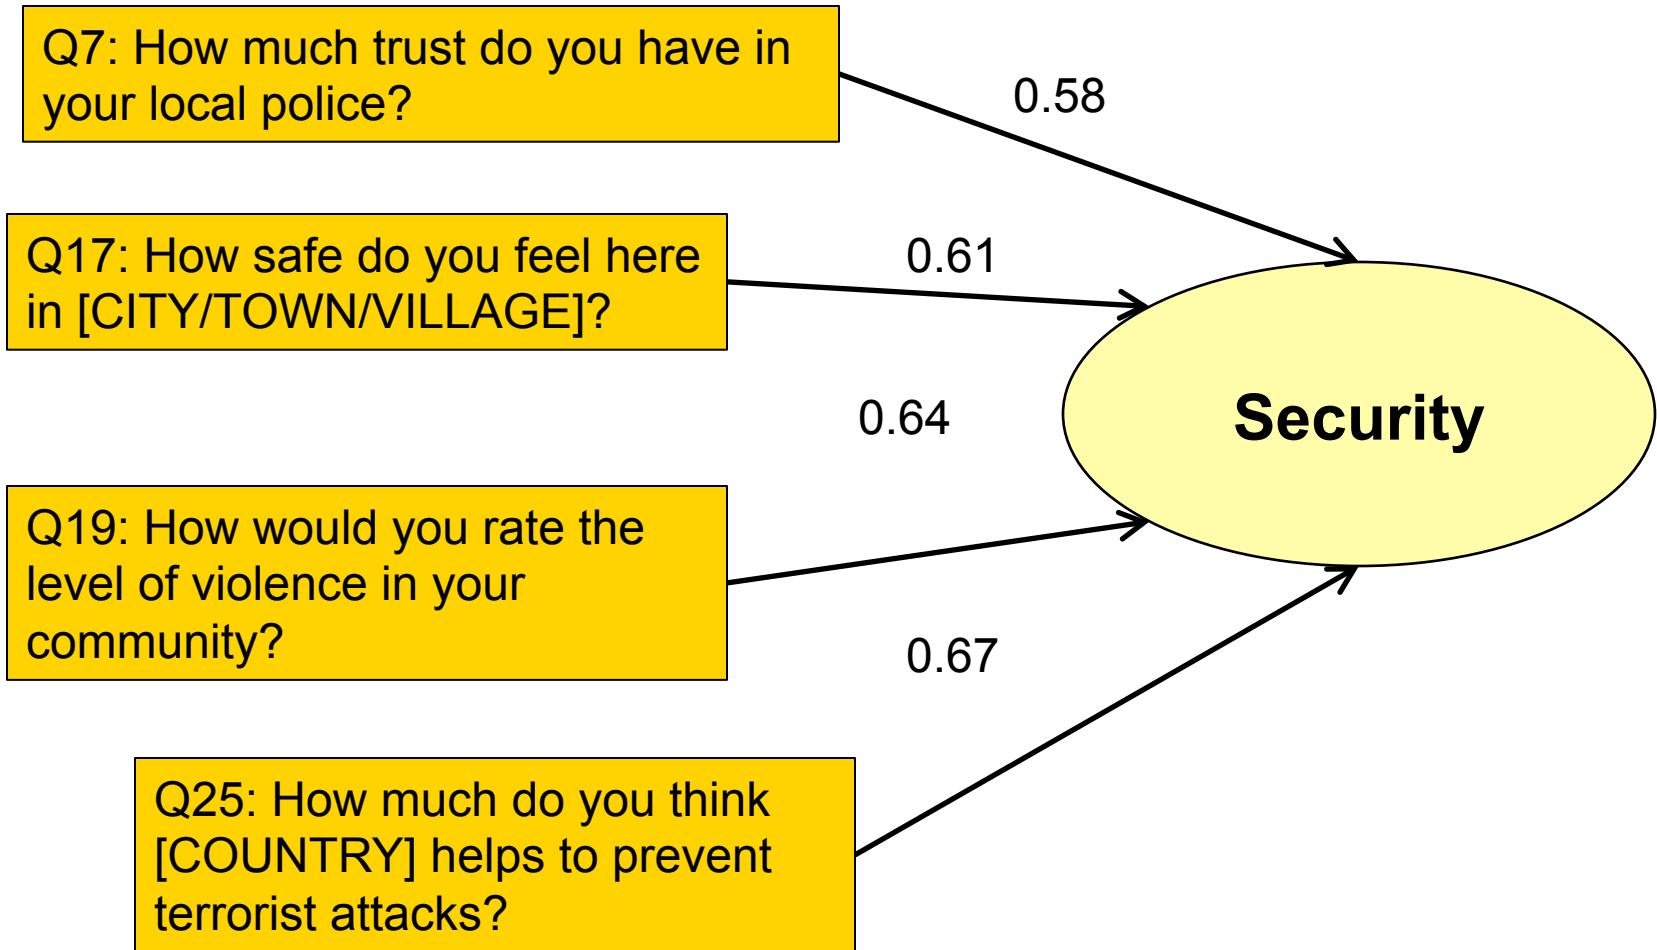 Q7: How much trust do you have in
your local police?
0.58
Q17: How safe do you feel here
in [CITY/TOWN/VILLAGE]?
0.61
0.64
Security
Q19: How would you rate the
level of violence in your
community?
0.67
Q25: How much do you think
[COUNTRY] helps to prevent
terrorist attacks?